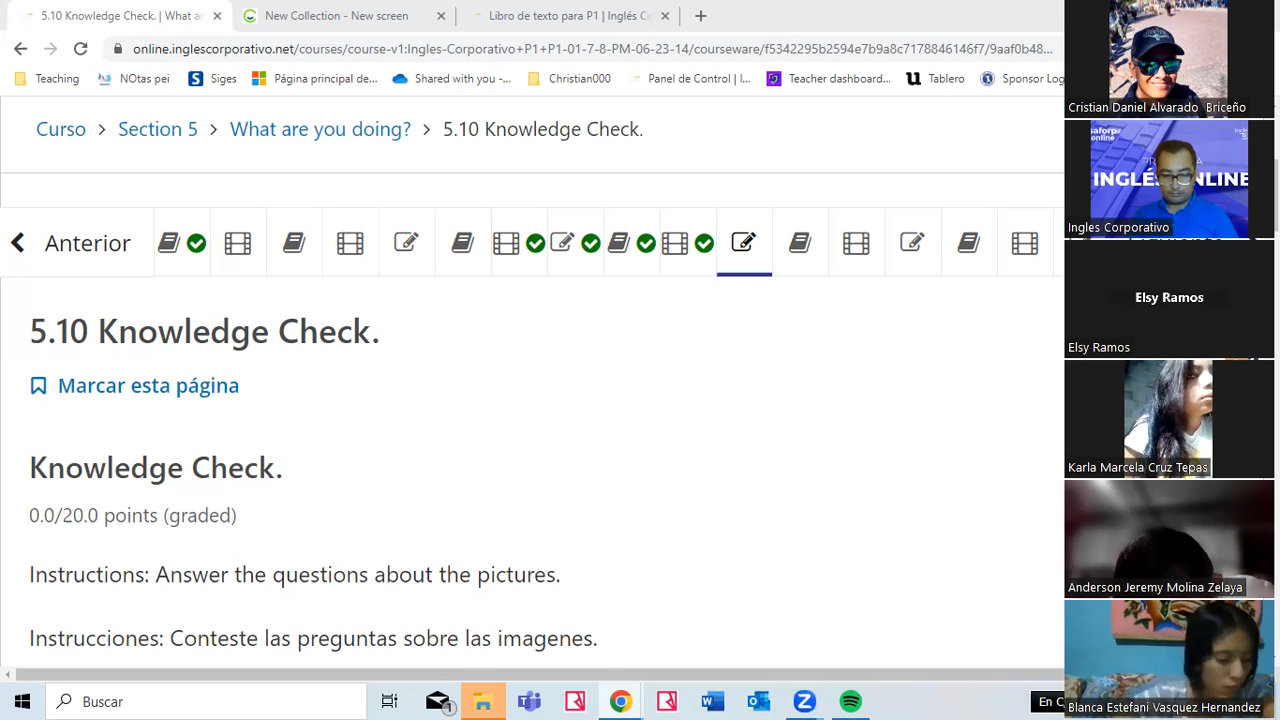 5.10 Knowledge Check. | What ar
New Collection - New screen
Libro de texto para P1 | Inglés Co
online.inglescorporativo.net/courses/course-v1:Ingles-Corporativo+P1+P1-01-7-8-PM-06-23-14/courseware/f5342295b2594e7b9a8c7178846146f7/9aaf0b48...
Teaching
NOtas pei
Siges
Página principal de...
Shared with you -...
Christian000
Panel de Control | I...
Teacher dashboard...
Tablero
Sponsor Log
Curso > Section 5 > What are you doing? > 5.10 Knowledge Check.
Anterior
5.10 Knowledge Check.
Marcar esta página
Knowledge Check.
0.0/20.0 points (graded)
Instructions: Answer the questions about the pictures.
Instrucciones: Conteste las preguntas sobre las imagenes.
Buscar
1
En C
Cristian Daniel Alvarado Briceño
saforp
online
INGLÉS ONLINE
Ingles Corporativo
Elsy Ramos
Elsy Ramos
Karla Marcela Cruz Tepas
Anderson Jeremy Molina Zelaya
Blanca Estefani Vasquez Hernandez